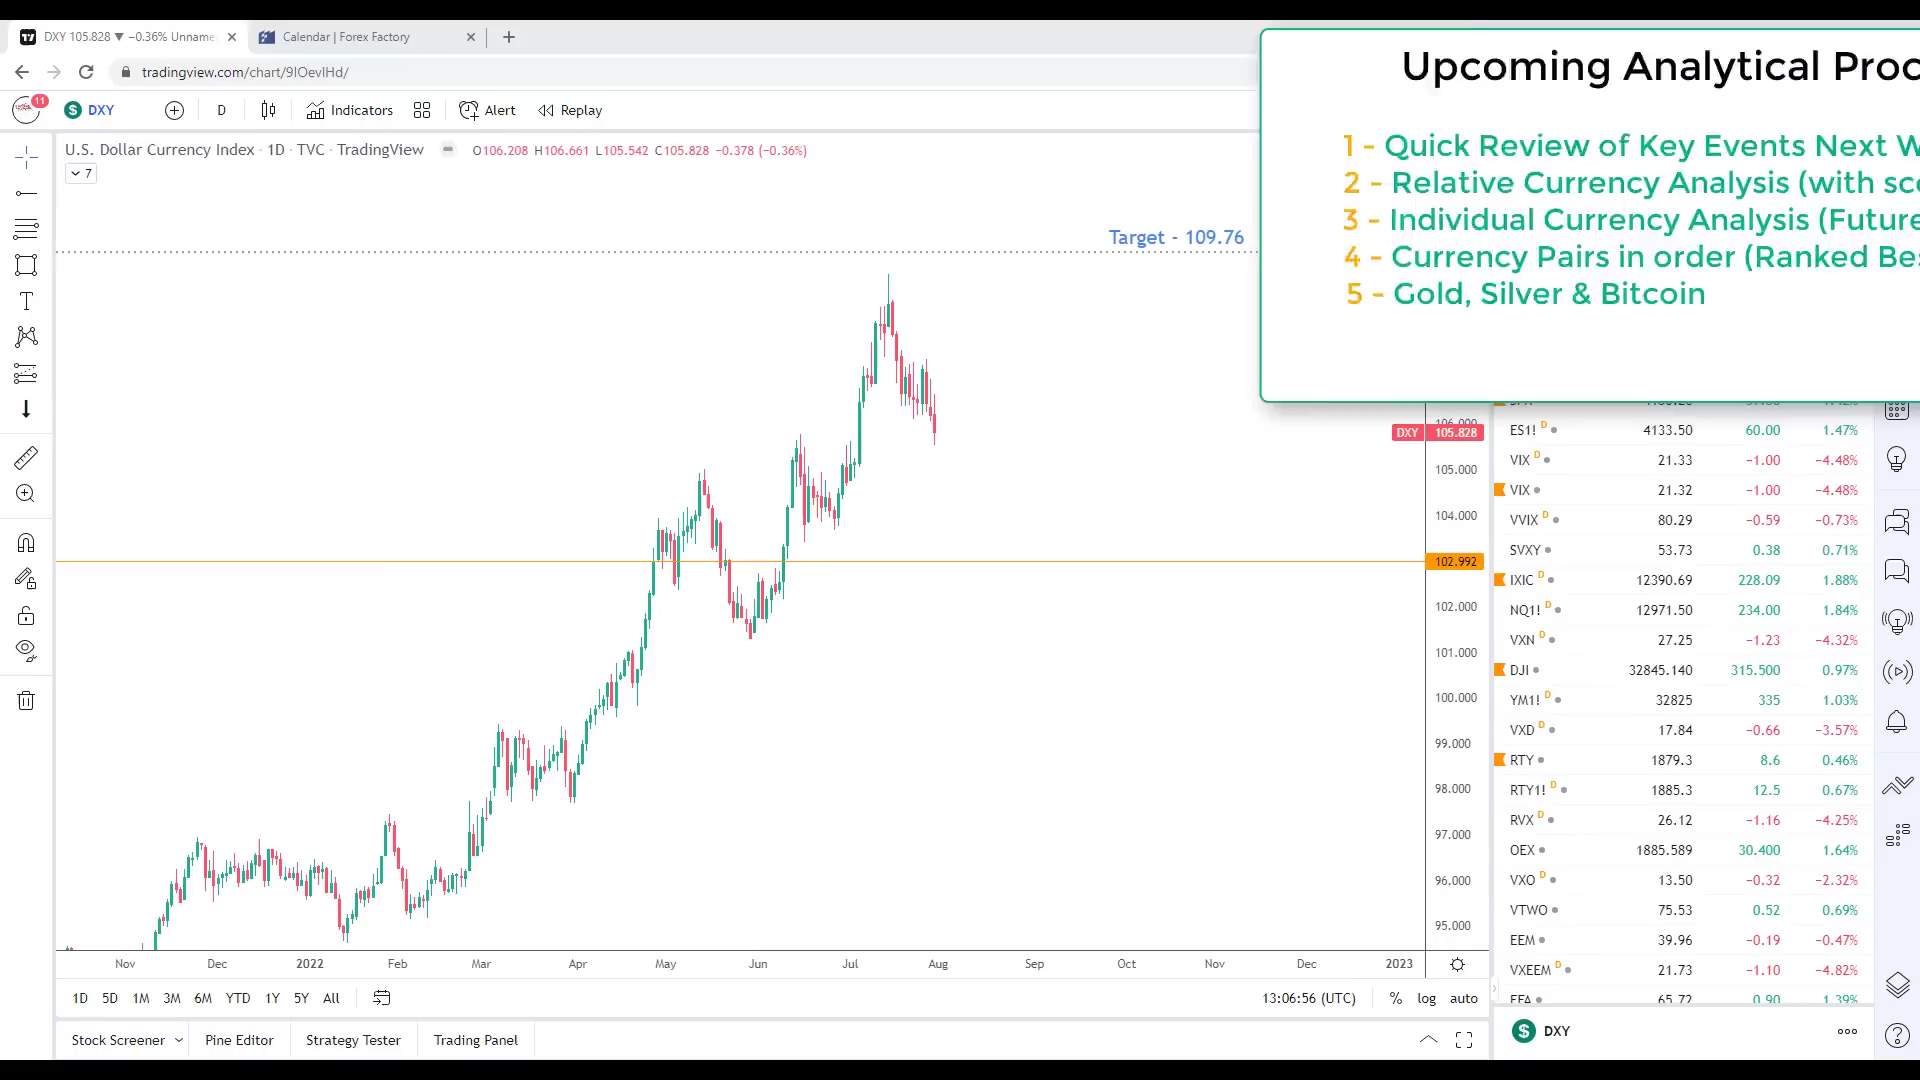 DXY 105.828 ▼ −0.36% Unname
Calendar | Forex Factory
tradingview.com/chart/9IOevIHd/
11
DXY
D
Indicators
Alert
Replay
U.S. Dollar Currency Index · 1D · TVC · TradingView
O106.208 H106.661 L105.542 C105.828 −0.378 (−0.36%)
7
Target - 109.76
Upcoming Analytical Proc
1 - Quick Review of Key Events Next W
2 - Relative Currency Analysis (with sco
3 - Individual Currency Analysis (Future
4 - Currency Pairs in order (Ranked Bes
5 - Gold, Silver & Bitcoin
106.000
DXY 105.828
105.000
104.000
102.992
102.000
101.000
100.000
99.000
98.000
97.000
96.000
95.000
ES1! D 4133.50 60.00 1.47%
VIX D 21.33 −1.00 −4.48%
VIX 21.32 −1.00 −4.48%
VVIX D 80.29 −0.59 −0.73%
SVXY 53.73 0.38 0.71%
IXIC D 12390.69 228.09 1.88%
NQ1! D 12971.50 234.00 1.84%
VXN D 27.25 −1.23 −4.32%
DJI 32845.140 315.500 0.97%
YM1! D 32825 335 1.03%
VXD D 17.84 −0.66 −3.57%
RTY 1879.3 8.6 0.46%
RTY1! D 1885.3 12.5 0.67%
RVX D 26.12 −1.16 −4.25%
OEX 1885.589 30.400 1.64%
VXO D 13.50 −0.32 −2.32%
VTWO 75.53 0.52 0.69%
EEM 39.96 −0.19 −0.47%
VXEEM D 21.73 −1.10 −4.82%
EFA 65.72 0.90 1.39%
Nov Dec 2022 Feb Mar Apr May Jun Jul Aug Sep Oct Nov Dec 2023
1D 5D 1M 3M 6M YTD 1Y 5Y All
13:06:56 (UTC) % log auto
Stock Screener Pine Editor Strategy Tester Trading Panel
DXY